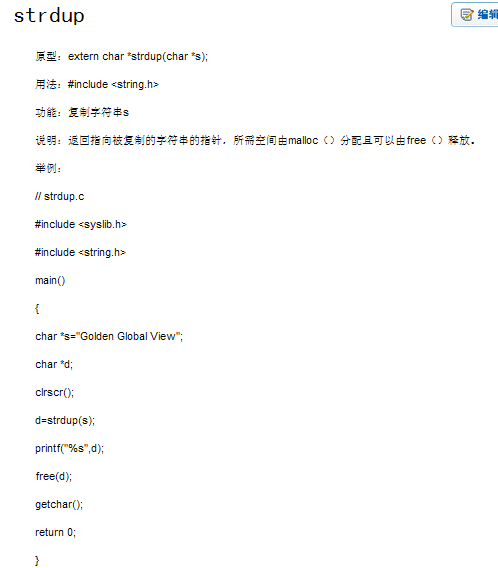 strdup
编辑
原型：extern char *strdup(char *s);
用法：#include <string.h>
功能：复制字符串s
说明：返回指向被复制的字符串的指针，所需空间由malloc（）分配且可以由free（）释放。
举例：
// strdup.c
#include <syslib.h>
#include <string.h>
main()
{
char *s="Golden Global View";
char *d;
clrscr();
d=strdup(s);
printf("%s",d);
free(d);
getchar();
return 0;
}